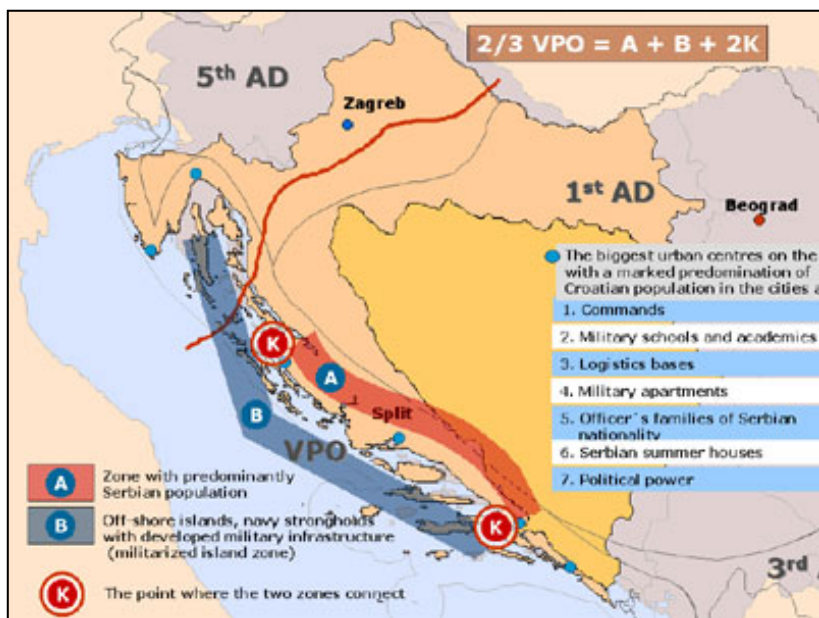 2/3 VPO = A + B + 2K
5th AD
Zagreb
1st AD
Beograd
The biggest urban centres on the
with a marked predomination of
Croatian population in the cities a
1. Commands
2. Military schools and academies
3. Logistics bases
4. Military apartments
5. Officer´s families of Serbian
nationality
6. Serbian summer houses
7. Political power
K
A
B
Split
VPO
K
3rd
A Zone with predominantly
Serbian population
B Off-shore islands, navy strongholds
with developed military infrastructure
(militarized island zone)
K The point where the two zones connect